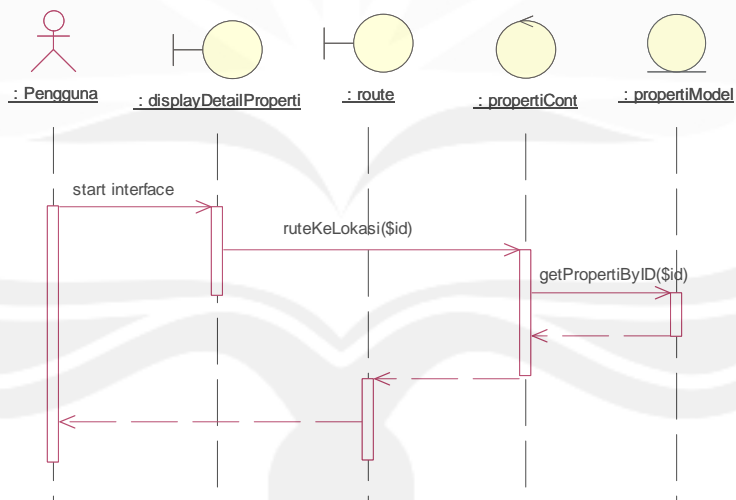 : Pengguna
: displayDetailProperti
: route
: propertiCont
: propertiModel
start interface
ruteKeLokasi($id)
getPropertiByID($id)